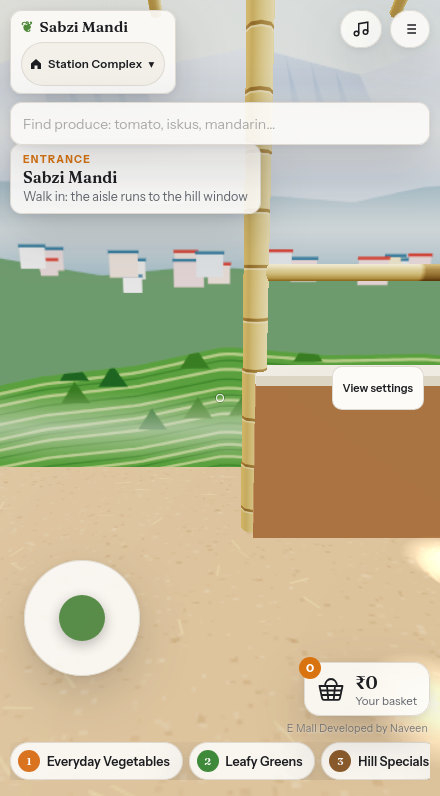 Sabzi Mandi
Station Complex ▾
Find produce: tomato, iskus, mandarin...
ENTRANCE
Sabzi Mandi
Walk in: the aisle runs to the hill window
View settings
0
₹0
Your basket
E Mall Developed by Naveen
1 Everyday Vegetables
2 Leafy Greens
3 Hill Specials